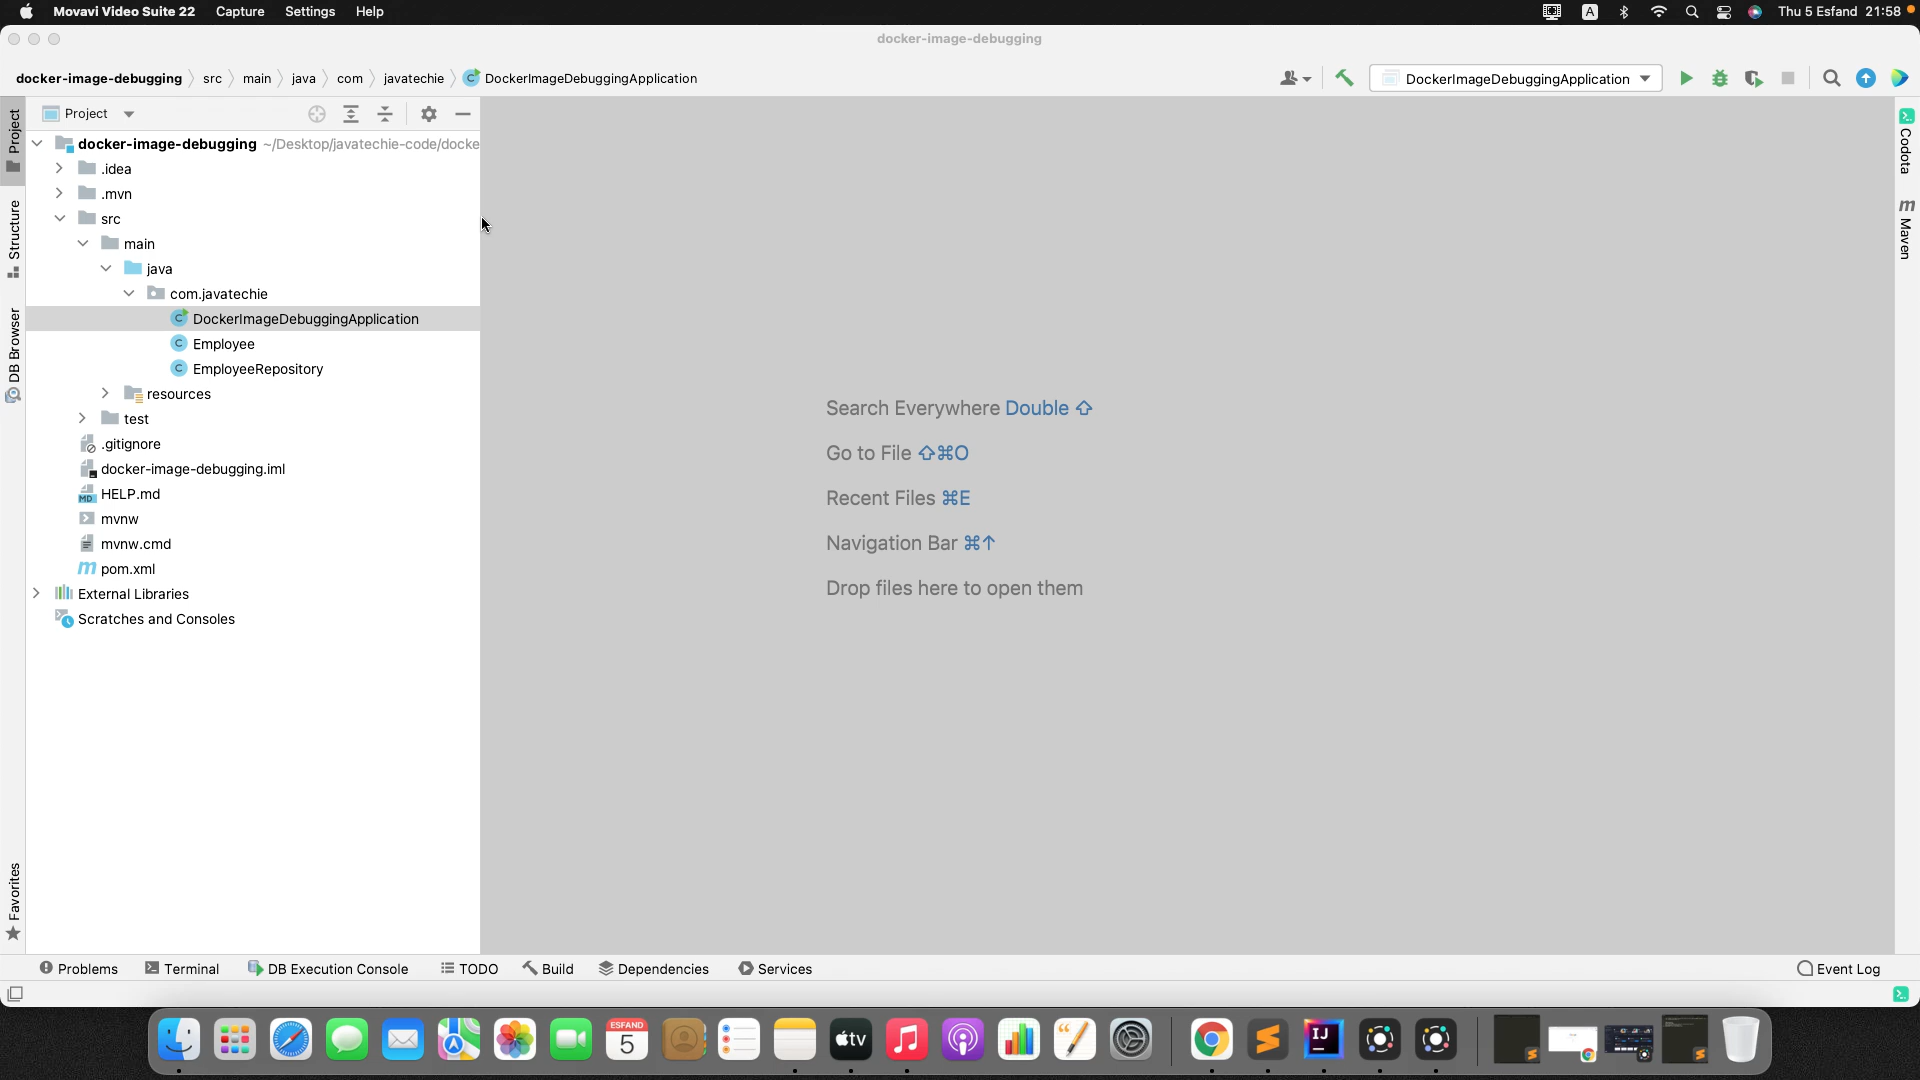 Movavi Video Suite 22 Capture Settings Help
A
Thu 5 Esfand 21:58
docker-image-debugging
docker-image-debugging src main java com javatechie C DockerImageDebuggingApplication
DockerImageDebuggingApplication
Project
Project
docker-image-debugging ~/Desktop/javatechie-code/docke
.idea
.mvn
src
main
java
com.javatechie
C DockerImageDebuggingApplication
C Employee
C EmployeeRepository
resources
test
.gitignore
docker-image-debugging.iml
MD HELP.md
mvnw
mvnw.cmd
m pom.xml
External Libraries
Scratches and Consoles
Structure
DB Browser
Favorites
Search Everywhere Double ⇧
Go to File ⇧⌘O
Recent Files ⌘E
Navigation Bar ⌘↑
Drop files here to open them
Codota
m Maven
Problems Terminal DB Execution Console TODO Build Dependencies Services Event Log
ESFAND
5
tv
IJ